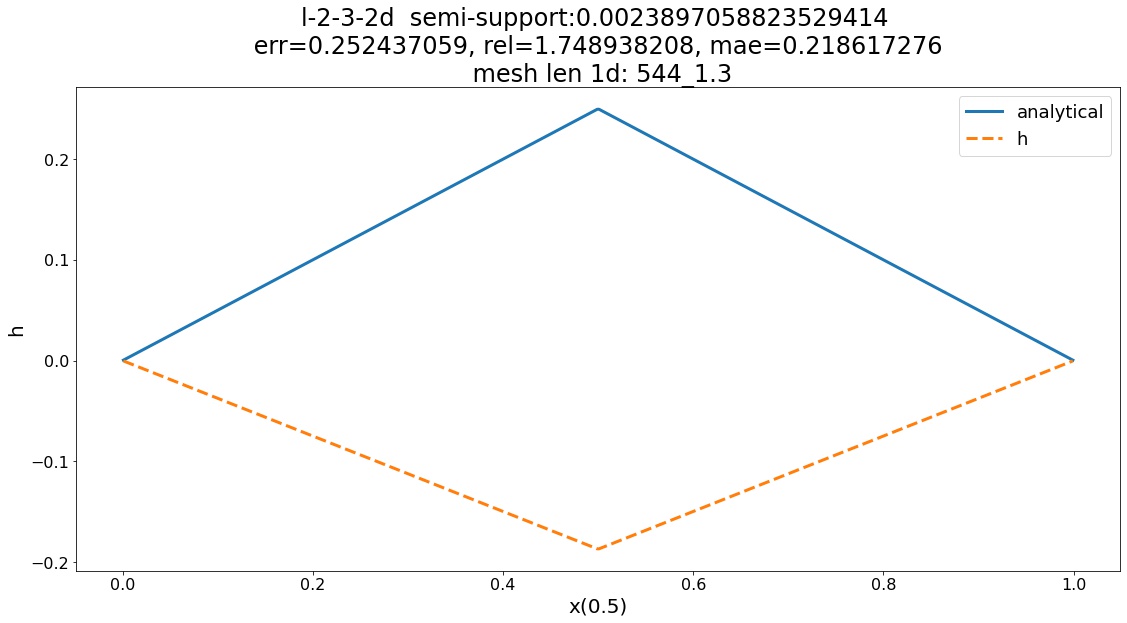 l-2-3-2d  semi-support:0.0023897058823529414
err=0.252437059, rel=1.748938208, mae=0.218617276
mesh len 1d: 544_1.3
analytical
h
h
0.2
0.1
0.0
−0.1
−0.2
0.0
0.2
0.4
0.6
0.8
1.0
x(0.5)